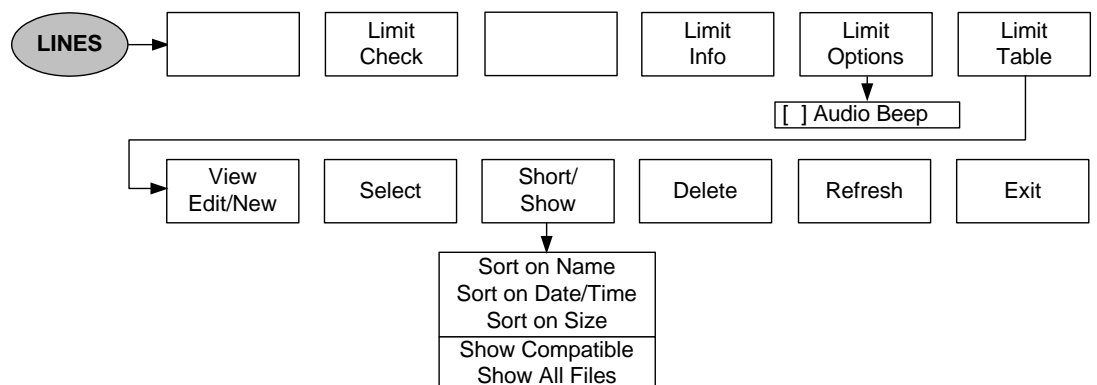 LINES
Limit
Check
Limit
Info
Limit
Options
Limit
Table
[ ] Audio Beep
View
Edit/New
Select
Short/
Show
Delete
Refresh
Exit
Sort on Name
Sort on Date/Time
Sort on Size
Show Compatible
Show All Files